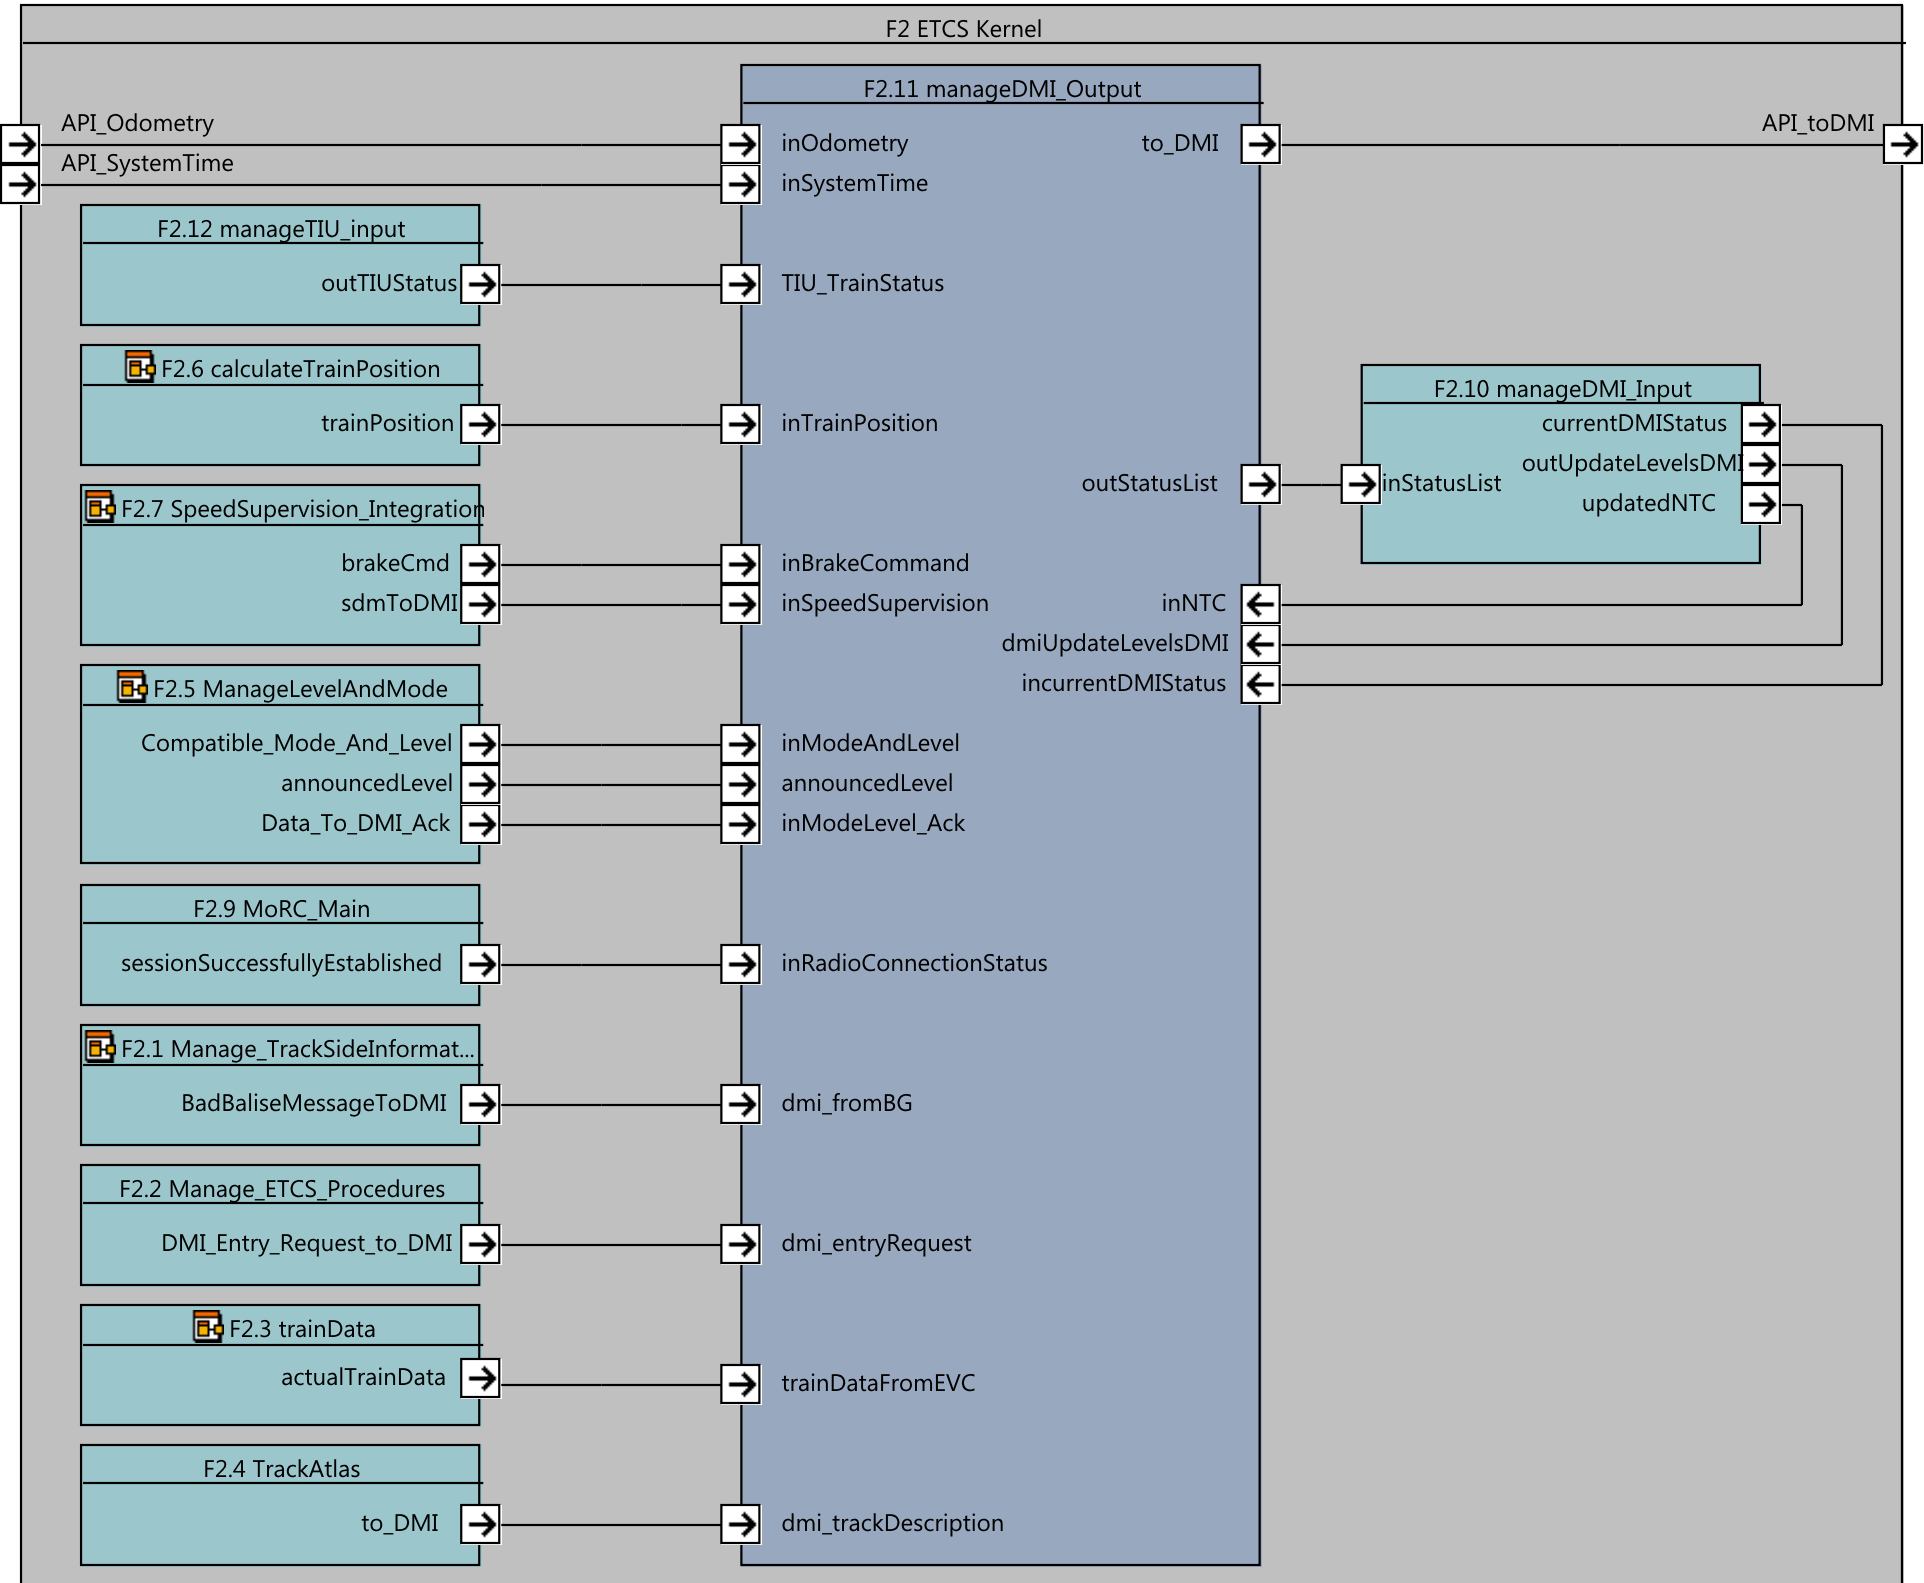 F2 ETCS Kernel
F2.11 manageDMI_Output
API_Odometry
inOdometry
to_DMI
API_toDMI
API_SystemTime
inSystemTime
F2.12 manageTIU_input
outTIUStatus
TIU_TrainStatus
F2.6 calculateTrainPosition
trainPosition
inTrainPosition
F2.10 manageDMI_Input
currentDMIStatus
outUpdateLevelsDMI
updatedNTC
outStatusList
inStatusList
F2.7 SpeedSupervision_Integration
brakeCmd
inBrakeCommand
sdmToDMI
inSpeedSupervision
inNTC
dmiUpdateLevelsDMI
incurrentDMIStatus
F2.5 ManageLevelAndMode
Compatible_Mode_And_Level
inModeAndLevel
announcedLevel
announcedLevel
Data_To_DMI_Ack
inModeLevel_Ack
F2.9 MoRC_Main
sessionSuccessfullyEstablished
inRadioConnectionStatus
F2.1 Manage_TrackSideInformat...
BadBaliseMessageToDMI
dmi_fromBG
F2.2 Manage_ETCS_Procedures
DMI_Entry_Request_to_DMI
dmi_entryRequest
F2.3 trainData
actualTrainData
trainDataFromEVC
F2.4 TrackAtlas
to_DMI
dmi_trackDescription